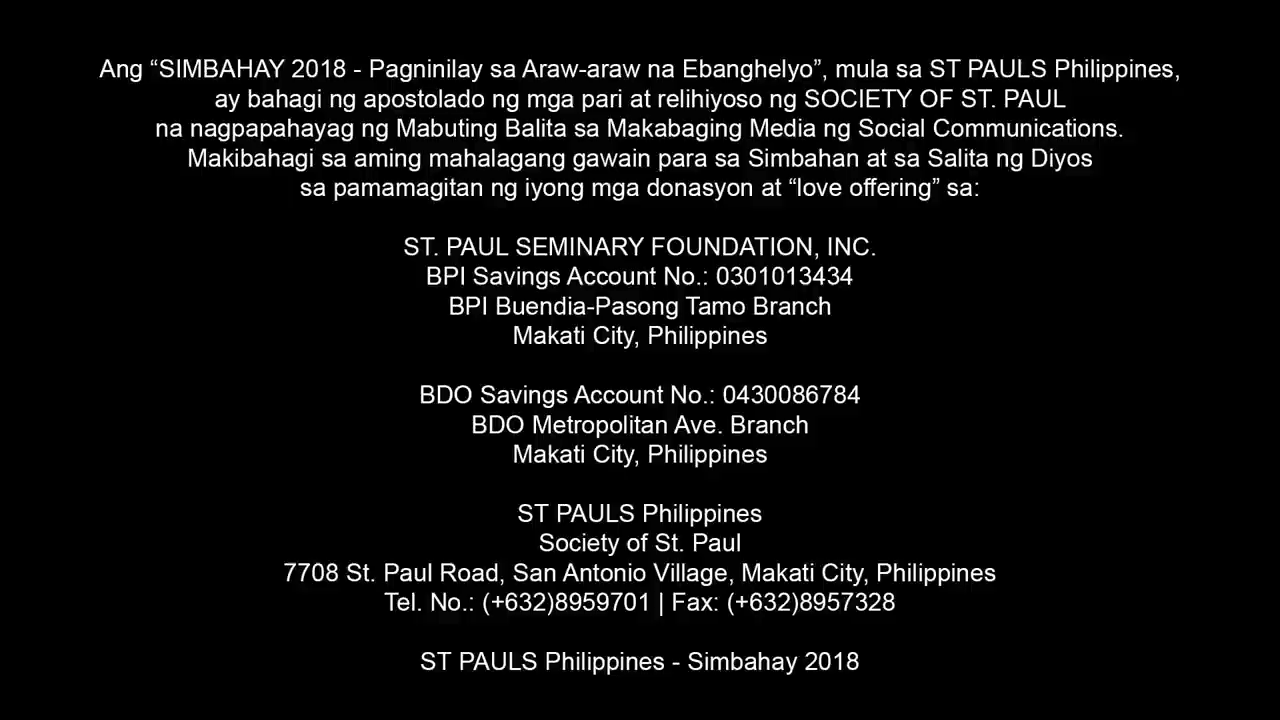 Ang “SIMBAHAY 2018 - Pagninilay sa Araw-araw na Ebanghelyo”, mula sa ST PAULS Philippines,
ay bahagi ng apostolado ng mga pari at relihiyoso ng SOCIETY OF ST. PAUL
na nagpapahayag ng Mabuting Balita sa Makabaging Media ng Social Communications.
Makibahagi sa aming mahalagang gawain para sa Simbahan at sa Salita ng Diyos
sa pamamagitan ng iyong mga donasyon at “love offering” sa:
ST. PAUL SEMINARY FOUNDATION, INC.
BPI Savings Account No.: 0301013434
BPI Buendia-Pasong Tamo Branch
Makati City, Philippines
BDO Savings Account No.: 0430086784
BDO Metropolitan Ave. Branch
Makati City, Philippines
ST PAULS Philippines
Society of St. Paul
7708 St. Paul Road, San Antonio Village, Makati City, Philippines
Tel. No.: (+632)8959701 | Fax: (+632)8957328
ST PAULS Philippines - Simbahay 2018